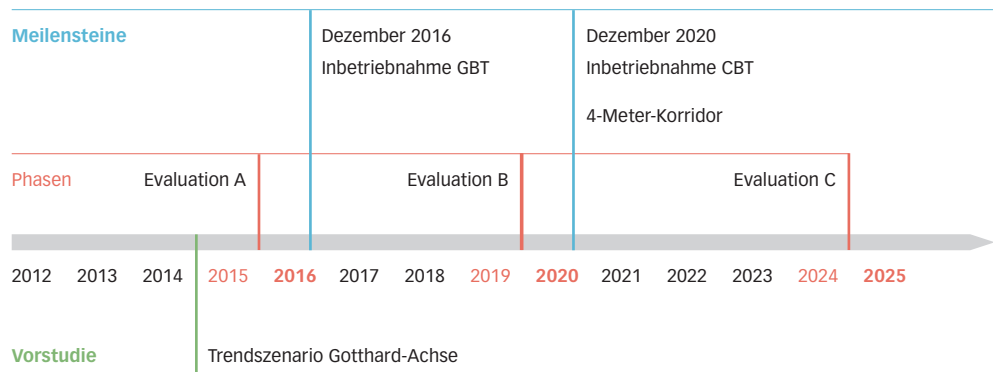 Meilensteine
Dezember 2016
Inbetriebnahme GBT
Dezember 2020
Inbetriebnahme CBT
4-Meter-Korridor
Phasen
Evaluation A
Evaluation B
Evaluation C
2012 2013 2014 2015 2016 2017 2018 2019 2020 2021 2022 2023 2024 2025
Vorstudie
Trendszenario Gotthard-Achse